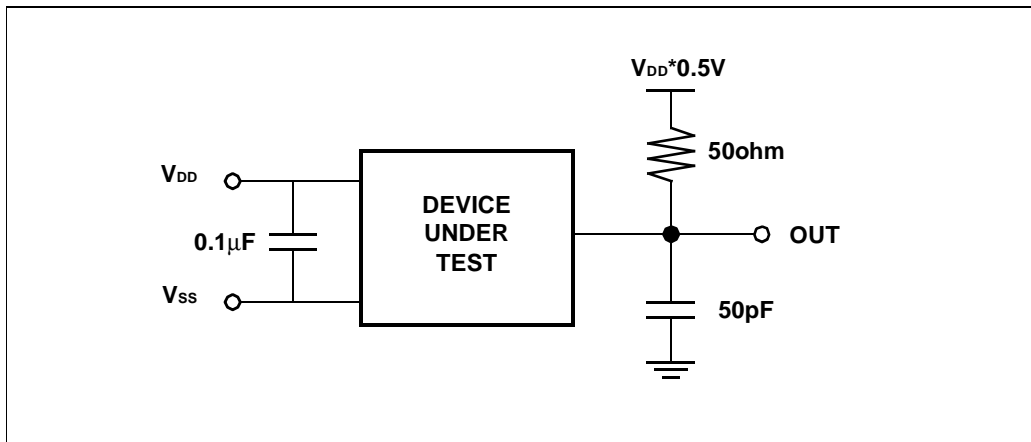 VDD*0.5V
50ohm
VDD
DEVICE
UNDER
TEST
0.1μF
OUT
VSS
50pF